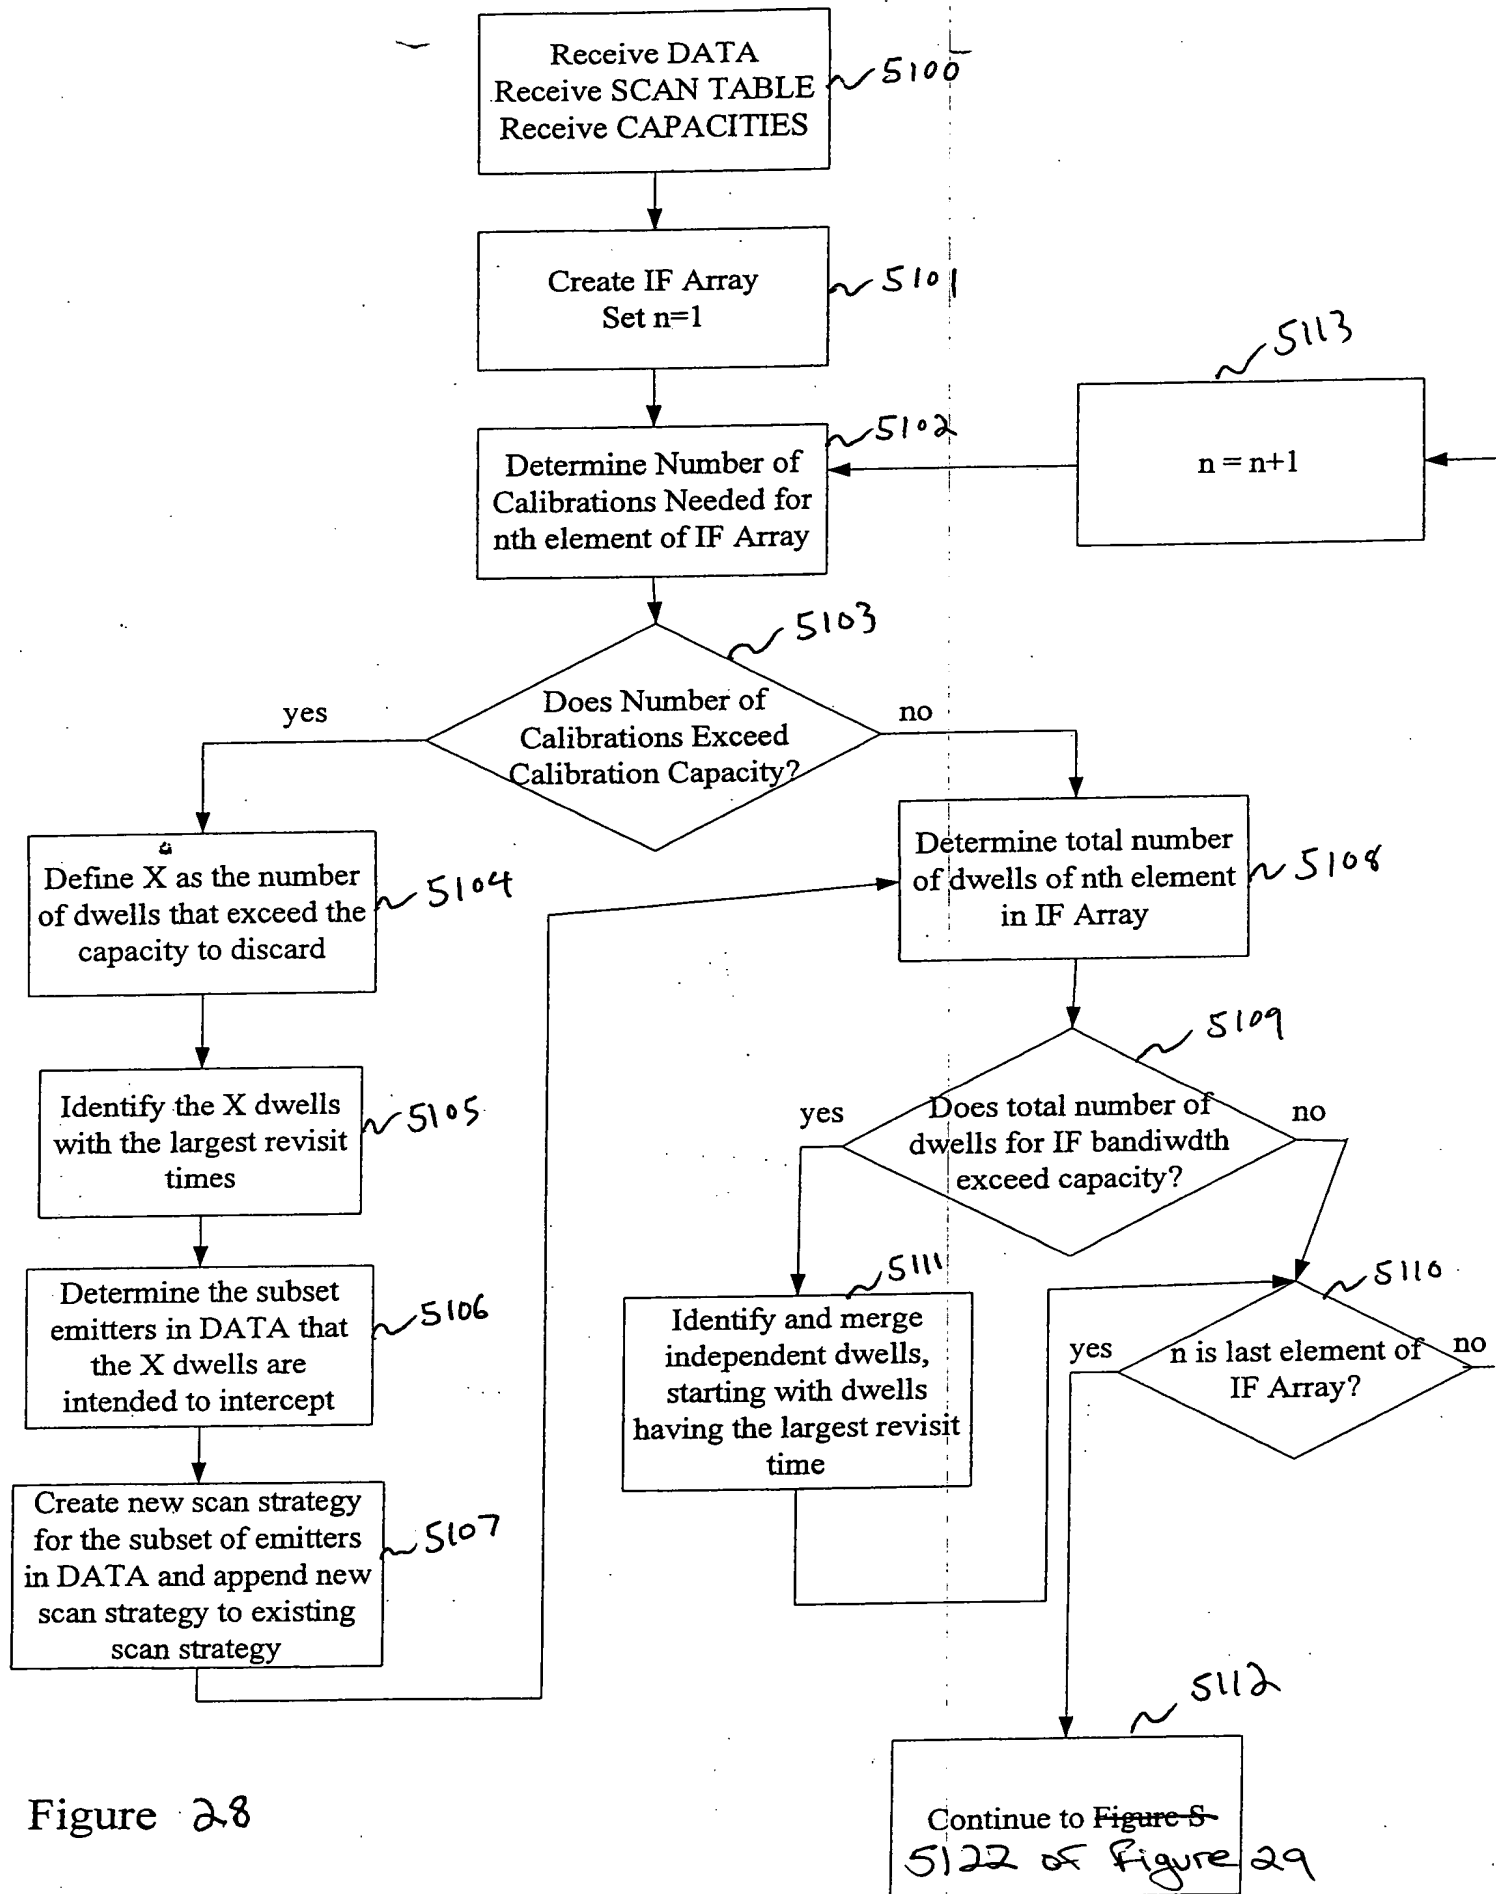 Receive DATA
Receive SCAN TABLE
Receive CAPACITIES
5100
Create IF Array
Set n=1
5101
5113
n = n+1
5102
Determine Number of
Calibrations Needed for
nth element of IF Array
5103
yes
Does Number of
Calibrations Exceed
Calibration Capacity?
no
Define X as the number
of dwells that exceed the
capacity to discard
5104
Determine total number
of dwells of nth element
in IF Array
5108
Identify the X dwells
with the largest revisit
times
5105
5109
yes
Does total number of
dwells for IF bandiwdth
exceed capacity?
no
Determine the subset
emitters in DATA that
the X dwells are
intended to intercept
5106
5111
Identify and merge
independent dwells,
starting with dwells
having the largest revisit
time
5110
yes
n is last element of
IF Array?
no
Create new scan strategy
for the subset of emitters
in DATA and append new
scan strategy to existing
scan strategy
5107
5112
Continue to Figure S
5122 of Figure 29
Figure 28